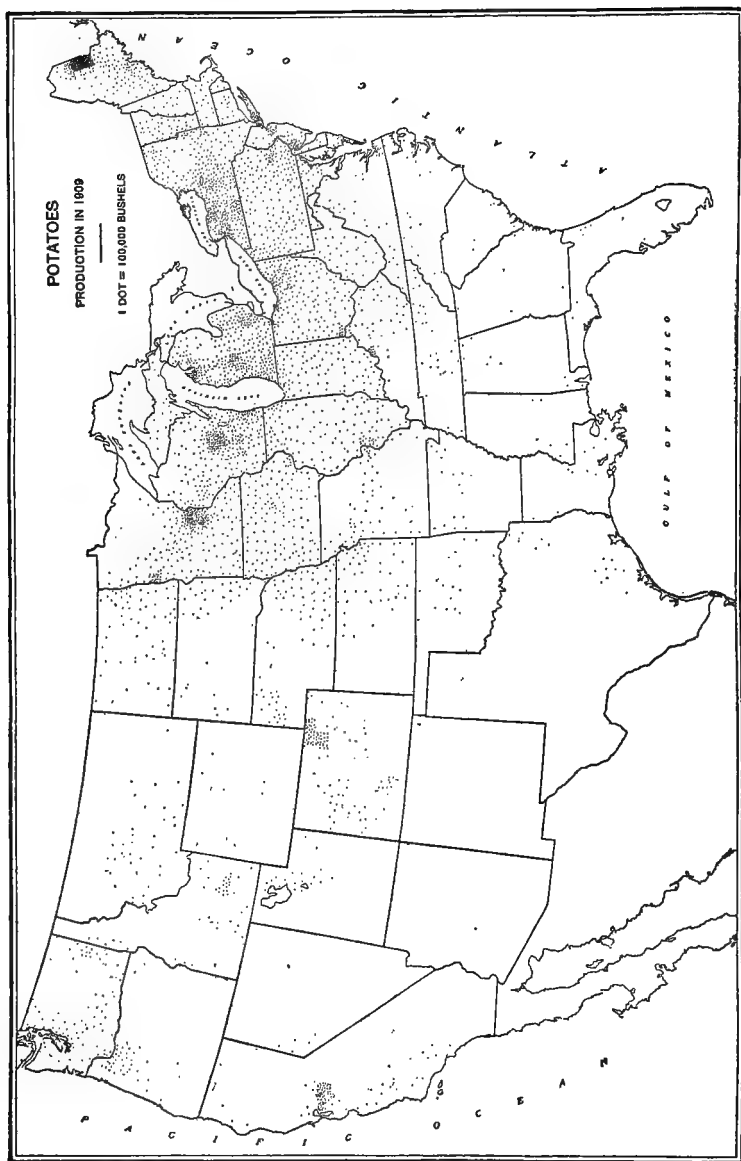 POTATOES
PRODUCTION IN 1909
1 DOT = 100,000 BUSHELS
ATLANTIC OCEAN
GULF OF MEXICO
PACIFIC OCEAN